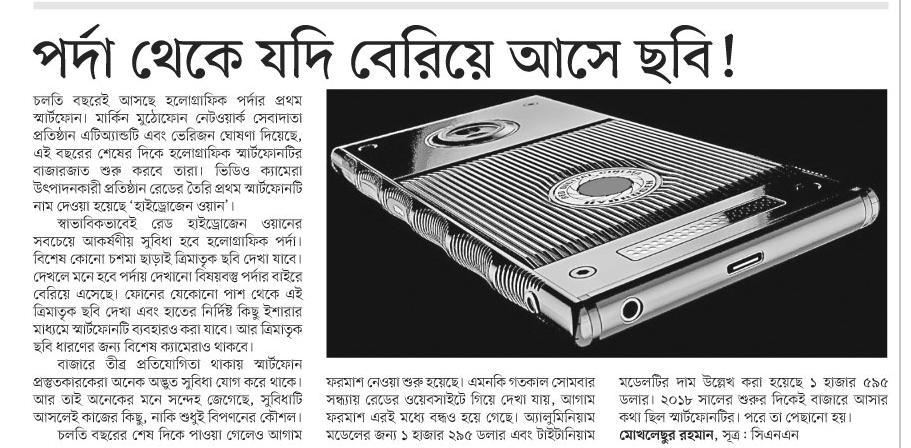 পর্দা থেকে যদি বেরিয়ে আসে ছবি!
চলতি বছরেই আসছে হলোগ্রাফিক পর্দার প্রথম
স্মার্টফোন। মার্কিন মুঠোফোন নেটওয়ার্ক সেবাদাতা
প্রতিষ্ঠান এটিঅ্যান্ডটি এবং ভেরিজন ঘোষণা দিয়েছে,
এই বছরের শেষের দিকে হলোগ্রাফিক স্মার্টফোনটির
বাজারজাত শুরু করবে তারা। ভিডিও ক্যামেরা
উৎপাদনকারী প্রতিষ্ঠান রেডের তৈরি প্রথম স্মার্টফোনটি
নাম দেওয়া হয়েছে ‘হাইড্রোজেন ওয়ান’।
স্বাভাবিকভাবেই রেড হাইড্রোজেন ওয়ানের
সবচেয়ে আকর্ষণীয় সুবিধা হবে হলোগ্রাফিক পর্দা।
বিশেষ কোনো চশমা ছাড়াই ত্রিমাতৃক ছবি দেখা যাবে।
দেখলে মনে হবে পর্দায় দেখানো বিষয়বস্তু পর্দার বাইরে
বেরিয়ে এসেছে। ফোনের যেকোনো পাশ থেকে এই
ত্রিমাতৃক ছবি দেখা এবং হাতের নির্দিষ্ট কিছু ইশারার
মাধ্যমে স্মার্টফোনটি ব্যবহারও করা যাবে। আর ত্রিমাতৃক
ছবি ধারণের জন্য বিশেষ ক্যামেরাও থাকবে।
বাজারে তীব্র প্রতিযোগিতা থাকায় স্মার্টফোন
প্রস্তুতকারকেরা অনেক অদ্ভুত সুবিধা যোগ করে থাকে।
আর তাই অনেকের মনে সন্দেহ জেগেছে, সুবিধাটি
আসলেই কাজের কিছু, নাকি শুধুই বিপণনের কৌশল।
চলতি বছরের শেষ দিকে পাওয়া গেলেও আগাম
ফরমাশ নেওয়া শুরু হয়েছে। এমনকি গতকাল সোমবার
সন্ধ্যায় রেডের ওয়েবসাইটে গিয়ে দেখা যায়, আগাম
ফরমাশ এরই মধ্যে বন্ধও হয়ে গেছে। অ্যালুমিনিয়াম
মডেলের জন্য ১ হাজার ২৯৫ ডলার এবং টাইটানিয়াম
মডেলটির দাম উল্লেখ করা হয়েছে ১ হাজার ৫৯৫
ডলার। ২০১৮ সালের শুরুর দিকেই বাজারে আসার
কথা ছিল স্মার্টফোনটির। পরে তা পেছানো হয়।
মোখলেছুর রহমান, সূত্র : সিএনএন